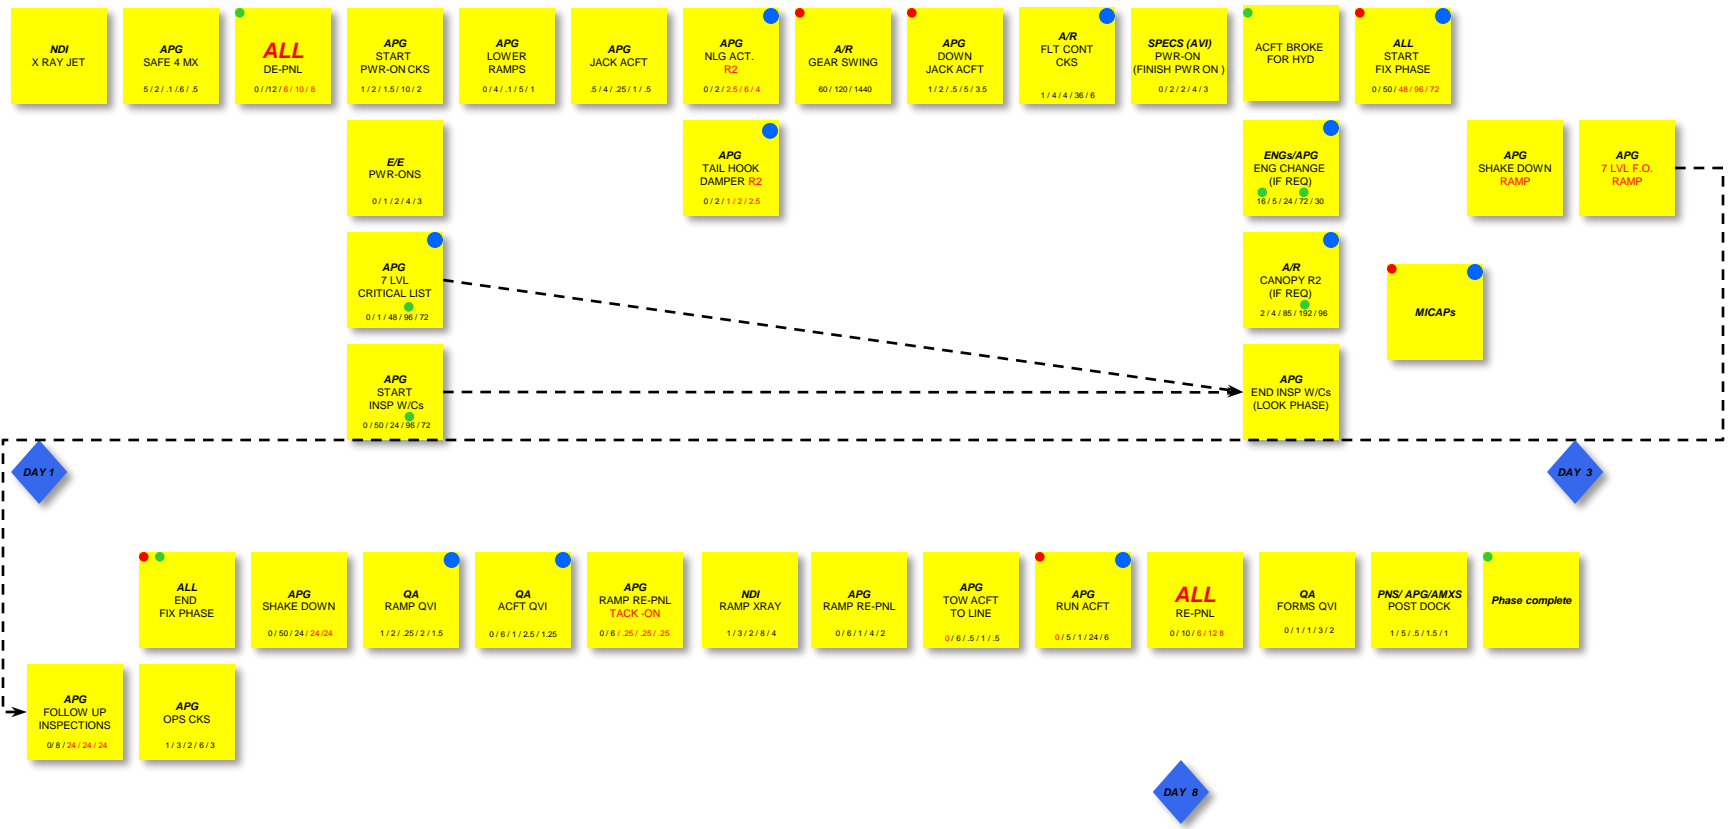 NDI
X RAY JET
APG
SAFE 4 MX
5 / 2 / .1 /.6 / .5
ALL
DE-PNL
0 / /12 / 6 / 10 / 8
APG
START
PWR-ON CKS
1 / 2 / 1.5 / 10 / 2
APG
LOWER
RAMPS
0 / 4 / .1 / 5 / 1
APG
JACK ACFT
.5 / 4 / .25 / 1 / .5
APG
NLG ACT.
R2
0 / 2 / 2.5 / 6 / 4
A/R
GEAR SWING
60 / 120 / 1440
APG
DOWN
JACK ACFT
1 / 2 / .5 / 5 / 3.5
A/R
FLT CONT
CKS
1 / 4 / 4 / 36 / 6
SPECS (AVI)
PWR-ON
(FINISH PWR ON )
0 / 2 / 2 / 4 / 3
ACFT BROKE
FOR HYD
ALL
START
FIX PHASE
0 / 50 / 48 / 96 / 72
E/E
PWR-ONS
0 / 1 / 2 / 4 / 3
APG
TAIL HOOK
DAMPER R2
0 / 2 / 1 / 2 / 2.5
ENGs/APG
ENG CHANGE
(IF REQ)
16 / 5 / 24 / 72 / 30
APG
SHAKE DOWN
RAMP
APG
7 LVL F.O.
RAMP
APG
7 LVL
CRITICAL LIST
0 / 1 / 48 / 96 / 72
A/R
CANOPY R2
(IF REQ)
2 / 4 / 85 / 192 / 96
MICAPs
APG
START
INSP W/Cs
0 / 50 / 24 / 96 / 72
APG
END INSP W/Cs
(LOOK PHASE)
DAY 1
DAY 3
ALL
END
FIX PHASE
APG
SHAKE DOWN
0 / 50 / 24 / 24 /24
QA
RAMP QVI
1 / 2 / .25 / 2 / 1.5
QA
ACFT QVI
0 / 6 / 1 / 2.5 / 1.25
APG
RAMP RE-PNL
TACK -ON
0 / 6 / .25 / .25 / .25
NDI
RAMP XRAY
1 / 3 / 2 / 8 / 4
APG
RAMP RE-PNL
0 / 6 / 1 / 4 / 2
APG
TOW ACFT
TO LINE
0 / 6 / .5 / 1 / .5
APG
RUN ACFT
0 / 5 / 1 / 24 / 6
ALL
RE-PNL
0 / 10 / 6 / 12 8
QA
FORMS QVI
0 / 1 / 1 / 3 / 2
PNS/ APG/AMXS
POST DOCK
1 / 5 / .5 / 1.5 / 1
Phase complete
APG
FOLLOW UP
INSPECTIONS
0/ 8 / 24 / 24 / 24
APG
OPS CKS
1 / 3 / 2 / 6 / 3
DAY 8